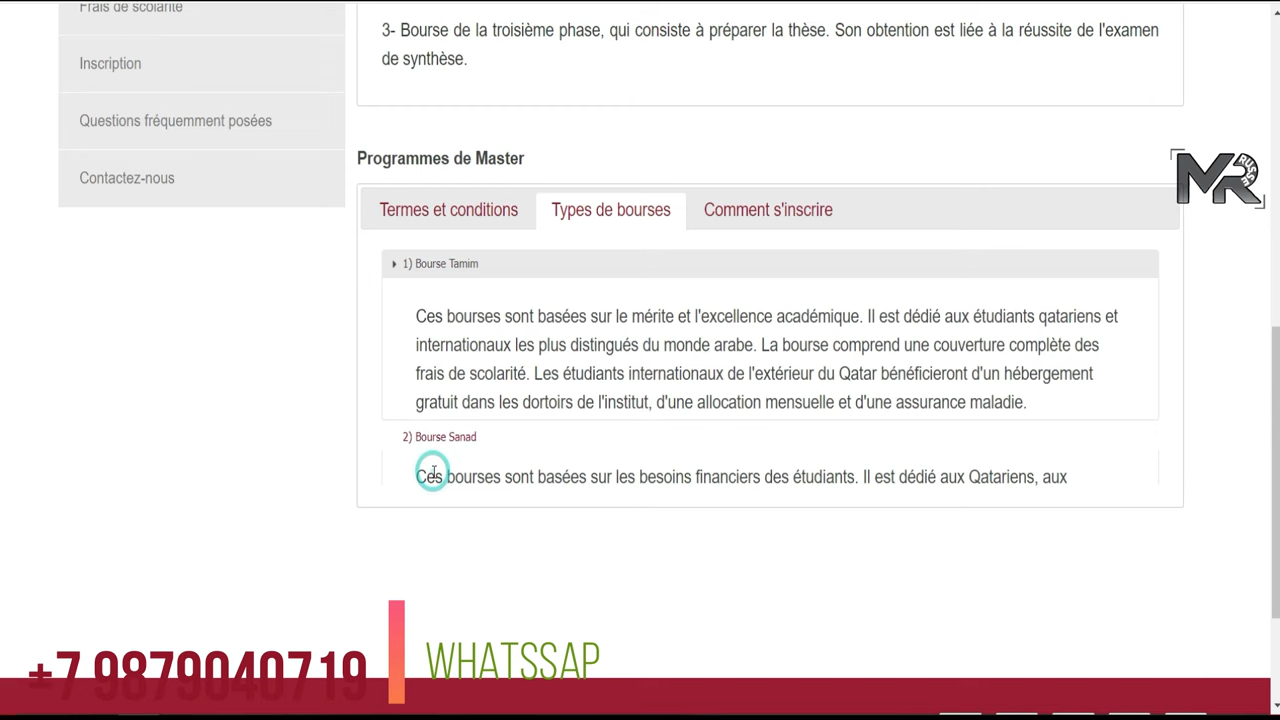 Frais de scolarité
Inscription
Questions fréquemment posées
Contactez-nous
3- Bourse de la troisième phase, qui consiste à préparer la thèse. Son obtention est liée à la réussite de l'examen
de synthèse.
Programmes de Master
Termes et conditions
Types de bourses
Comment s'inscrire
1) Bourse Tamim
Ces bourses sont basées sur le mérite et l'excellence académique. Il est dédié aux étudiants qatariens et
internationaux les plus distingués du monde arabe. La bourse comprend une couverture complète des
frais de scolarité. Les étudiants internationaux de l'extérieur du Qatar bénéficieront d'un hébergement
gratuit dans les dortoirs de l'institut, d'une allocation mensuelle et d'une assurance maladie.
2) Bourse Sanad
Ces bourses sont basées sur les besoins financiers des étudiants. Il est dédié aux Qatariens, aux
MR
RUSSE
+7 9879040719
WHATSSAP